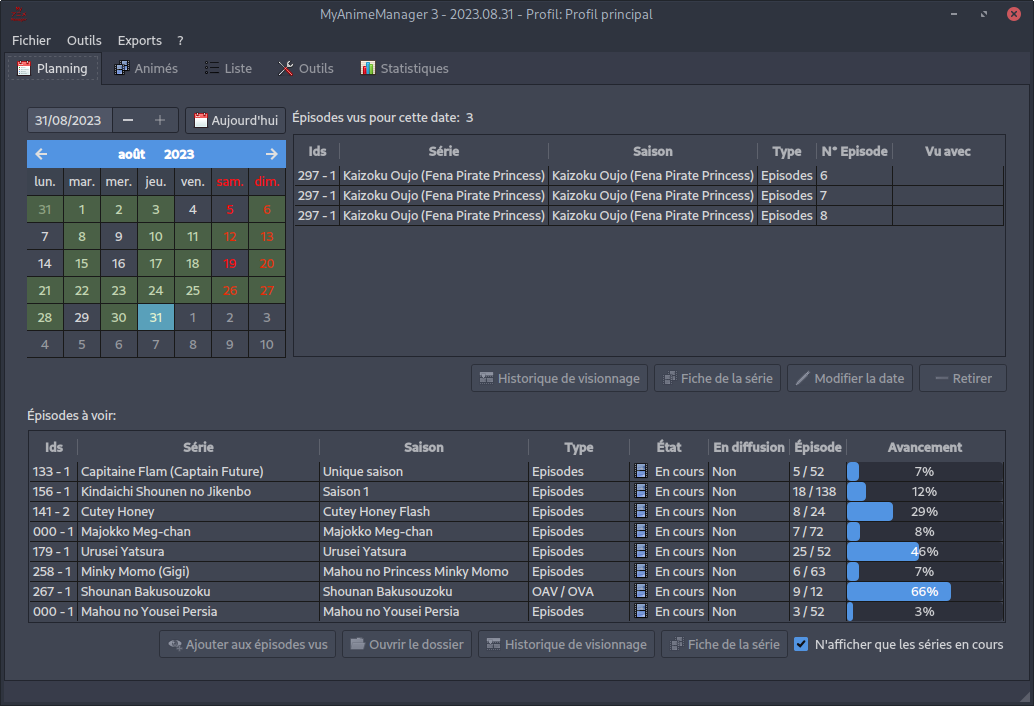 MyAnimeManager 3 - 2023.08.31 - Profil: Profil principal
Fichier Outils Exports ?
Planning Animés Liste Outils Statistiques
31/08/2023 − + Aujourd'hui
Épisodes vus pour cette date: 3
août 2023
lun. mar. mer. jeu. ven. sam. dim.
31 1 2 3 4 5 6
7 8 9 10 11 12 13
14 15 16 17 18 19 20
21 22 23 24 25 26 27
28 29 30 31 1 2 3
4 5 6 7 8 9 10
Ids Série Saison Type N° Episode Vu avec
297 - 1 Kaizoku Oujo (Fena Pirate Princess) Kaizoku Oujo (Fena Pirate Princess) Episodes 6
297 - 1 Kaizoku Oujo (Fena Pirate Princess) Kaizoku Oujo (Fena Pirate Princess) Episodes 7
297 - 1 Kaizoku Oujo (Fena Pirate Princess) Kaizoku Oujo (Fena Pirate Princess) Episodes 8
Historique de visionnage Fiche de la série Modifier la date Retirer
Épisodes à voir:
Ids Série Saison Type État En diffusion Épisode Avancement
133 - 1 Capitaine Flam (Captain Future) Unique saison Episodes En cours Non 5 / 52 7%
156 - 1 Kindaichi Shounen no Jikenbo Saison 1 Episodes En cours Non 18 / 138 12%
141 - 2 Cutey Honey Cutey Honey Flash Episodes En cours Non 8 / 24 29%
000 - 1 Majokko Meg-chan Majokko Meg-chan Episodes En cours Non 7 / 72 8%
179 - 1 Urusei Yatsura Urusei Yatsura Episodes En cours Non 25 / 52 46%
258 - 1 Minky Momo (Gigi) Mahou no Princess Minky Momo Episodes En cours Non 6 / 63 7%
267 - 1 Shounan Bakusouzoku Shounan Bakusouzoku OAV / OVA En cours Non 9 / 12 66%
000 - 1 Mahou no Yousei Persia Mahou no Yousei Persia Episodes En cours Non 3 / 52 3%
Ajouter aux épisodes vus Ouvrir le dossier Historique de visionnage Fiche de la série N'afficher que les séries en cours